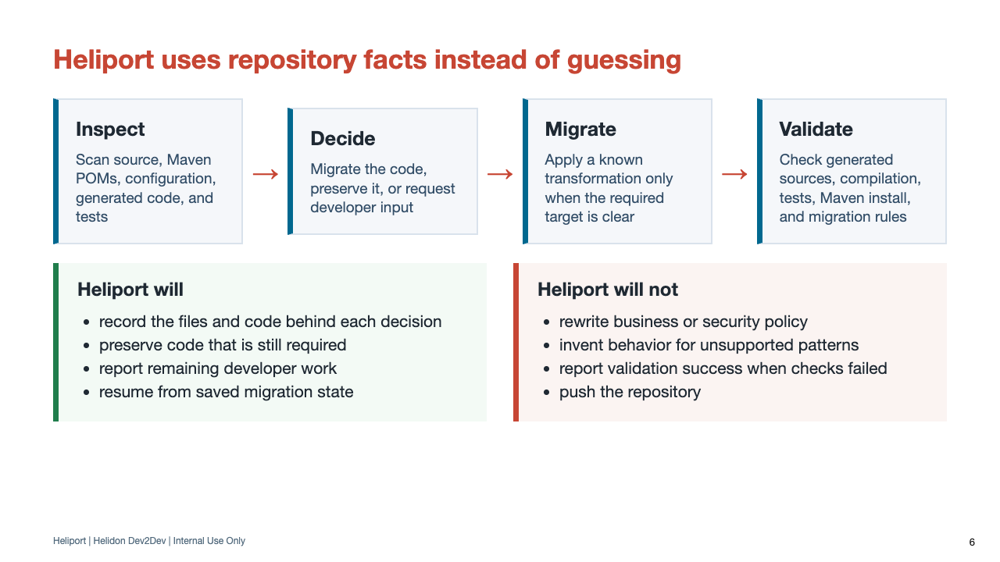 Heliport uses repository facts instead of guessing
Inspect
Scan source, Maven
POMs, configuration,
generated code, and
tests
→
Decide
Migrate the code,
preserve it, or request
developer input
→
Migrate
Apply a known
transformation only
when the required
target is clear
→
Validate
Check generated
sources, compilation,
tests, Maven install,
and migration rules
Heliport will
• record the files and code behind each decision
• preserve code that is still required
• report remaining developer work
• resume from saved migration state
Heliport will not
• rewrite business or security policy
• invent behavior for unsupported patterns
• report validation success when checks failed
• push the repository
Heliport | Helidon Dev2Dev | Internal Use Only
6